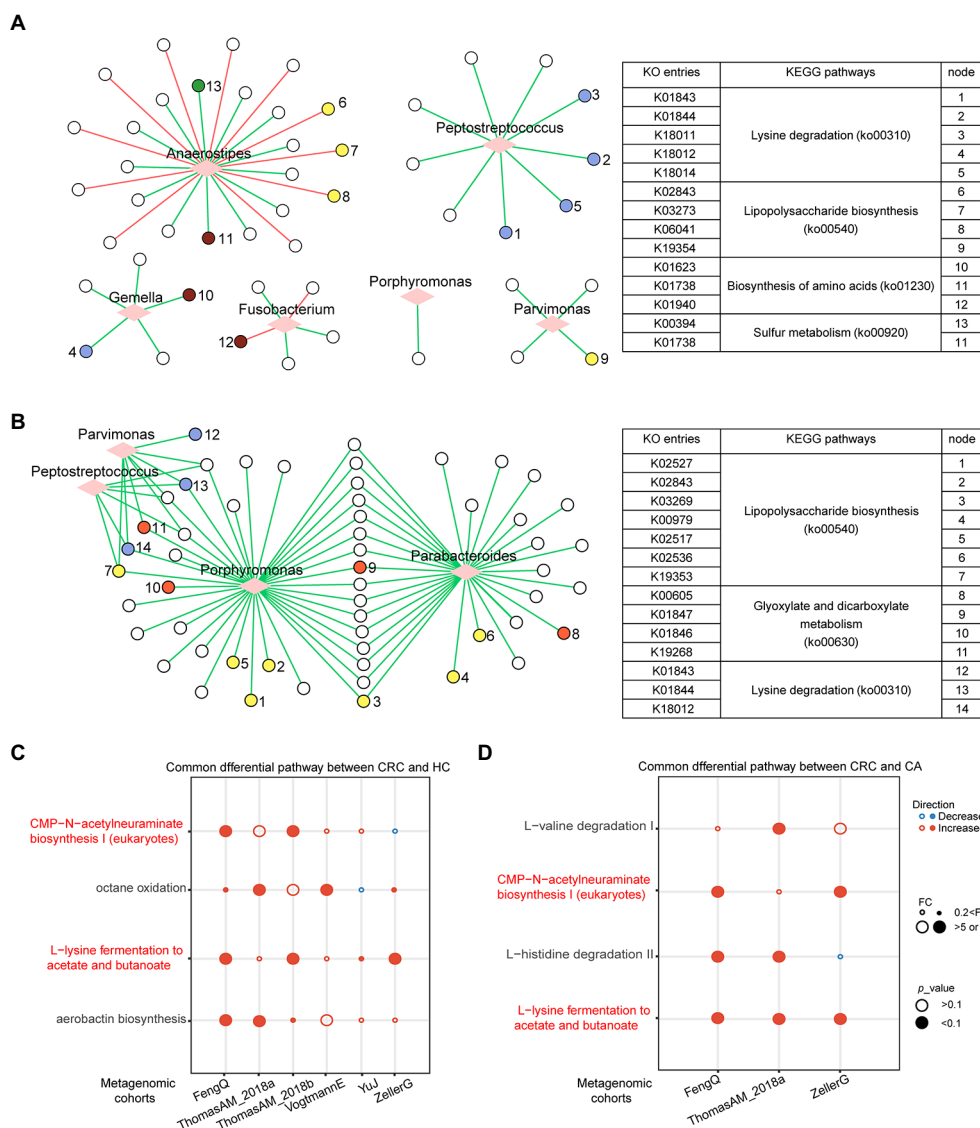 A
13
6
7
8
Anaerostipes
11
3
Peptostreptococcus
2
5
1
Gemella
10
4
Fusobacterium
12
Porphyromonas
Parvimonas
9
KO entries KEGG pathways node
K01843 1
K01844 2
K18011 Lysine degradation (ko00310) 3
K18012 4
K18014 5
K02843 6
K03273 Lipopolysaccharide biosynthesis 7
K06041 (ko00540) 8
K19354 9
K01623 10
K01738 Biosynthesis of amino acids (ko01230) 11
K01940 12
K00394 Sulfur metabolism (ko00920) 13
K01738 11
B
Parvimonas
12
Peptostreptococcus
13
11
14
7
10
Porphyromonas
9
Parabacteroides
5
2
1
3
6
8
4
KO entries KEGG pathways node
K02527 1
K02843 2
K03269 Lipopolysaccharide biosynthesis 3
K00979 (ko00540) 4
K02517 5
K02536 6
K19353 7
K00605 Glyoxylate and dicarboxylate 8
K01847 metabolism 9
K01846 (ko00630) 10
K19268 11
K01843 12
K01844 Lysine degradation (ko00310) 13
K18012 14
C
Common dfferential pathway between CRC and HC
CMP−N−acetylneuraminate
biosynthesis I (eukaryotes)
octane oxidation
L−lysine fermentation to
acetate and butanoate
aerobactin biosynthesis
Metagenomic
cohorts
FengQ
ThomasAM_2018a
ThomasAM_2018b
VogtmannE
YuJ
ZellerG
D
Common dfferential pathway between CRC and CA
L−valine degradation I
CMP−N−acetylneuraminate
biosynthesis I (eukaryotes)
L−histidine degradation II
L−lysine fermentation to
acetate and butanoate
Metagenomic
cohorts
FengQ
ThomasAM_2018a
ZellerG
Direction
Decrease
Increase
FC
0.2<F
>5 or
p_value
>0.1
<0.1